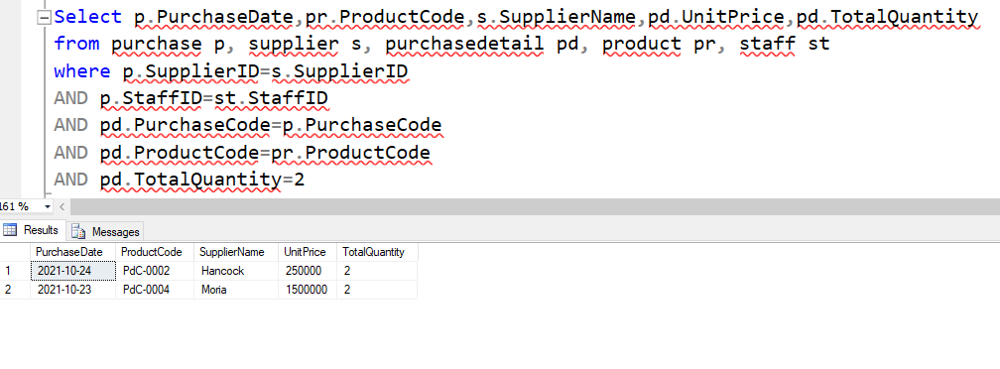 Select p.PurchaseDate,pr.ProductCode,s.SupplierName,pd.UnitPrice,pd.TotalQuantity
from purchase p, supplier s, purchasedetail pd, product pr, staff st
where p.SupplierID=s.SupplierID
AND p.StaffID=st.StaffID
AND pd.PurchaseCode=p.PurchaseCode
AND pd.ProductCode=pr.ProductCode
AND pd.TotalQuantity=2
161 %
Results Messages
PurchaseDate ProductCode SupplierName UnitPrice TotalQuantity
1 2021-10-24 PdC-0002 Hancock 250000 2
2 2021-10-23 PdC-0004 Moria 1500000 2